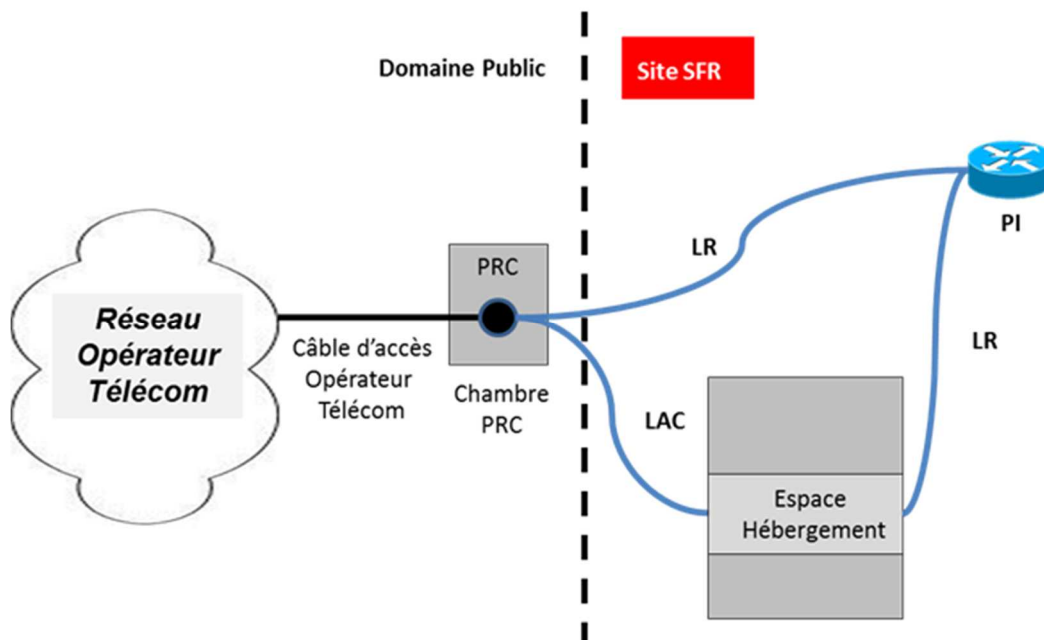 Domaine Public
Site SFR
PI
LR
PRC
Réseau
Opérateur
Télécom
Câble d’accès
Opérateur
Télécom
Chambre
PRC
LR
LAC
Espace
Hébergement